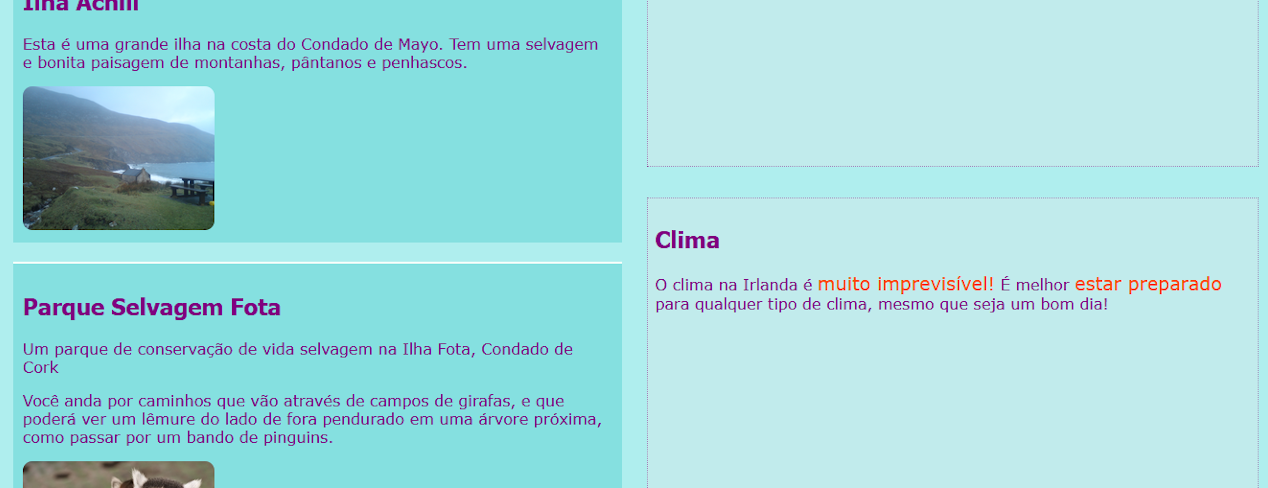 Ilha Achill
Esta é uma grande ilha na costa do Condado de Mayo. Tem uma selvagem
e bonita paisagem de montanhas, pântanos e penhascos.
Parque Selvagem Fota
Um parque de conservação de vida selvagem na Ilha Fota, Condado de
Cork
Você anda por caminhos que vão através de campos de girafas, e que
poderá ver um lêmure do lado de fora pendurado em uma árvore próxima,
como passar por um bando de pinguins.
Clima
O clima na Irlanda é muito imprevisível! É melhor estar preparado
para qualquer tipo de clima, mesmo que seja um bom dia!